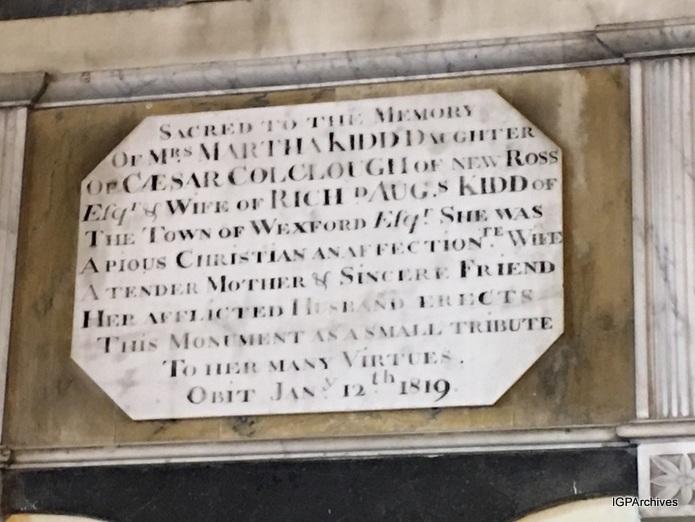 SACRED TO THE MEMORY
OF MRS MARTHA KIDD DAUGHTER
OF CÆSAR COLCLOUGH OF NEW ROSS
Esqr & WIFE OF RICHD AUG.S KIDD OF
THE TOWN OF WEXFORD Esqr SHE WAS
A PIOUS CHRISTIAN AN AFFECTIONTE WIFE
A TENDER MOTHER & SINCERE FRIEND
HER AFFLICTED HUSBAND ERECTS
THIS MONUMENT AS A SMALL TRIBUTE
TO HER MANY VIRTUES.
OBIT JANy 12th 1819.
IGPArchives